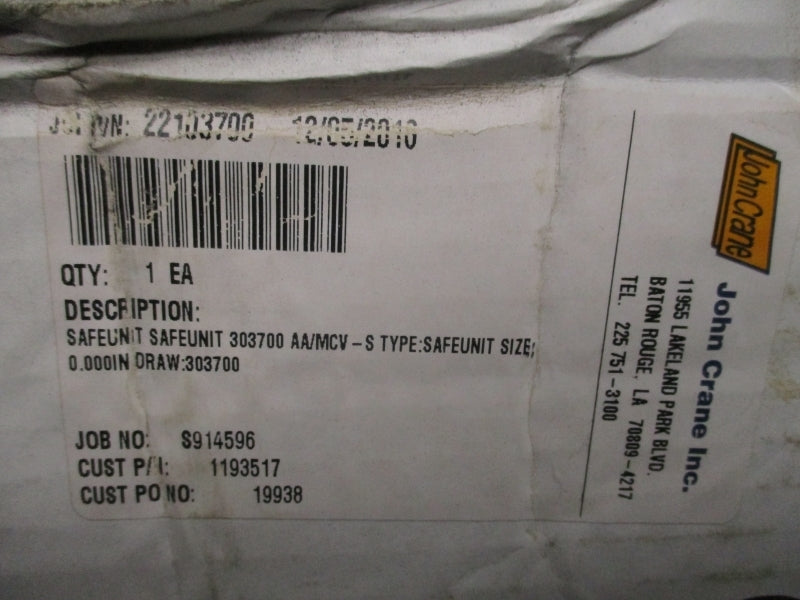 22103700 12/05/2010
QTY: 1 EA
DESCRIPTION:
SAFEUNIT SAFEUNIT 303700 AA/MCV-S TYPE:SAFEUNIT SIZE:
0.000IN DRAW:303700
JOB NO: S914596
CUST P/N: 1193517
CUST PO NO: 19938
John Crane
John Crane Inc.
11955 LAKELAND PARK BLVD.
BATON ROUGE, LA 70809-4217
TEL. 225 751-3100